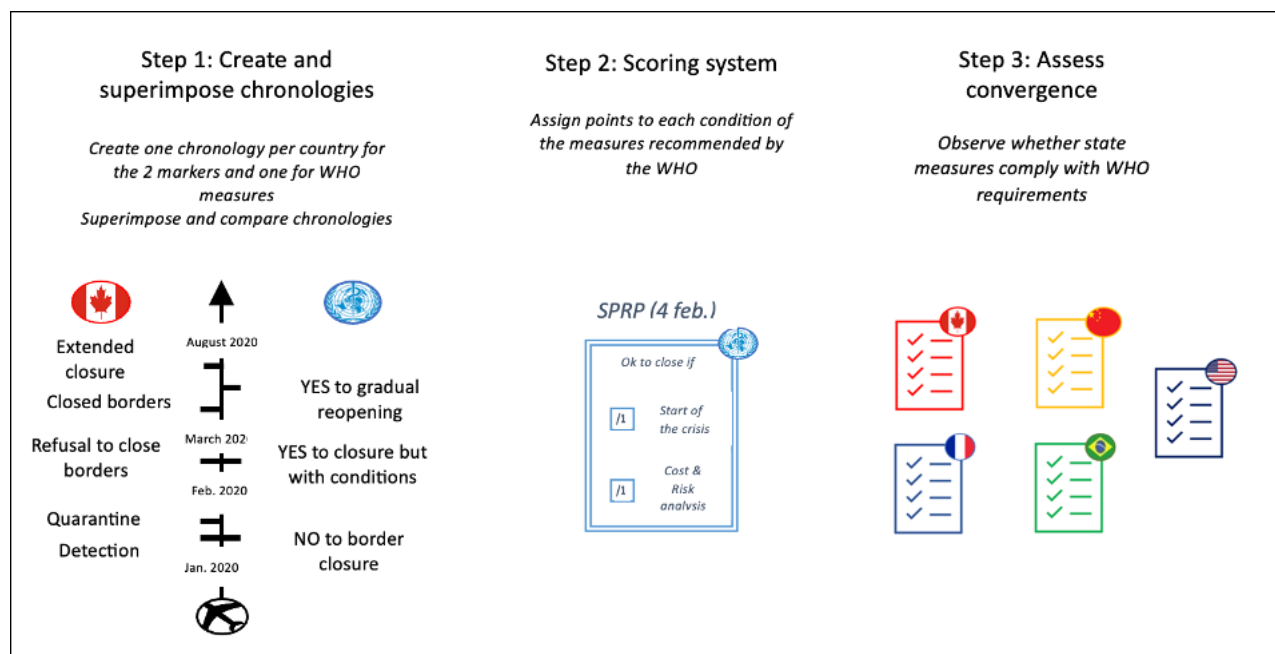 Step 1: Create and
superimpose chronologies
Create one chronology per country for
the 2 markers and one for WHO
measures
Superimpose and compare chronologies
August 2020
Extended
closure
Closed borders
YES to gradual
reopening
March 202
Refusal to close
borders
YES to closure but
with conditions
Feb. 2020
Quarantine
Detection
NO to border
closure
Jan. 2020
Step 2: Scoring system
Assign points to each condition of
the measures recommended by
the WHO
SPRP (4 feb.)
Ok to close if
/1
Start of
the crisis
/1
Cost &
Risk
analysis
Step 3: Assess
convergence
Observe whether state
measures comply with WHO
requirements